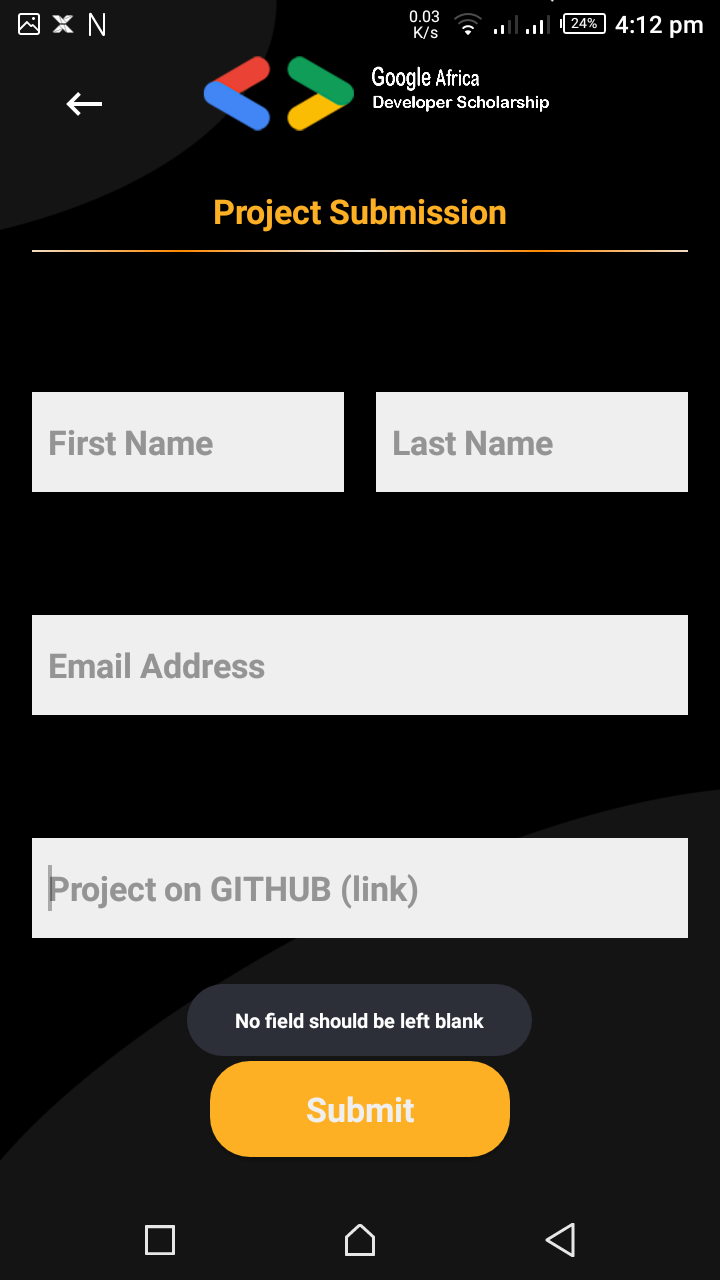 0.03
K/s
24%
4:12 pm
Google Africa
Developer Scholarship
Project Submission
First Name
Last Name
Email Address
Project on GITHUB (link)
No field should be left blank
Submit